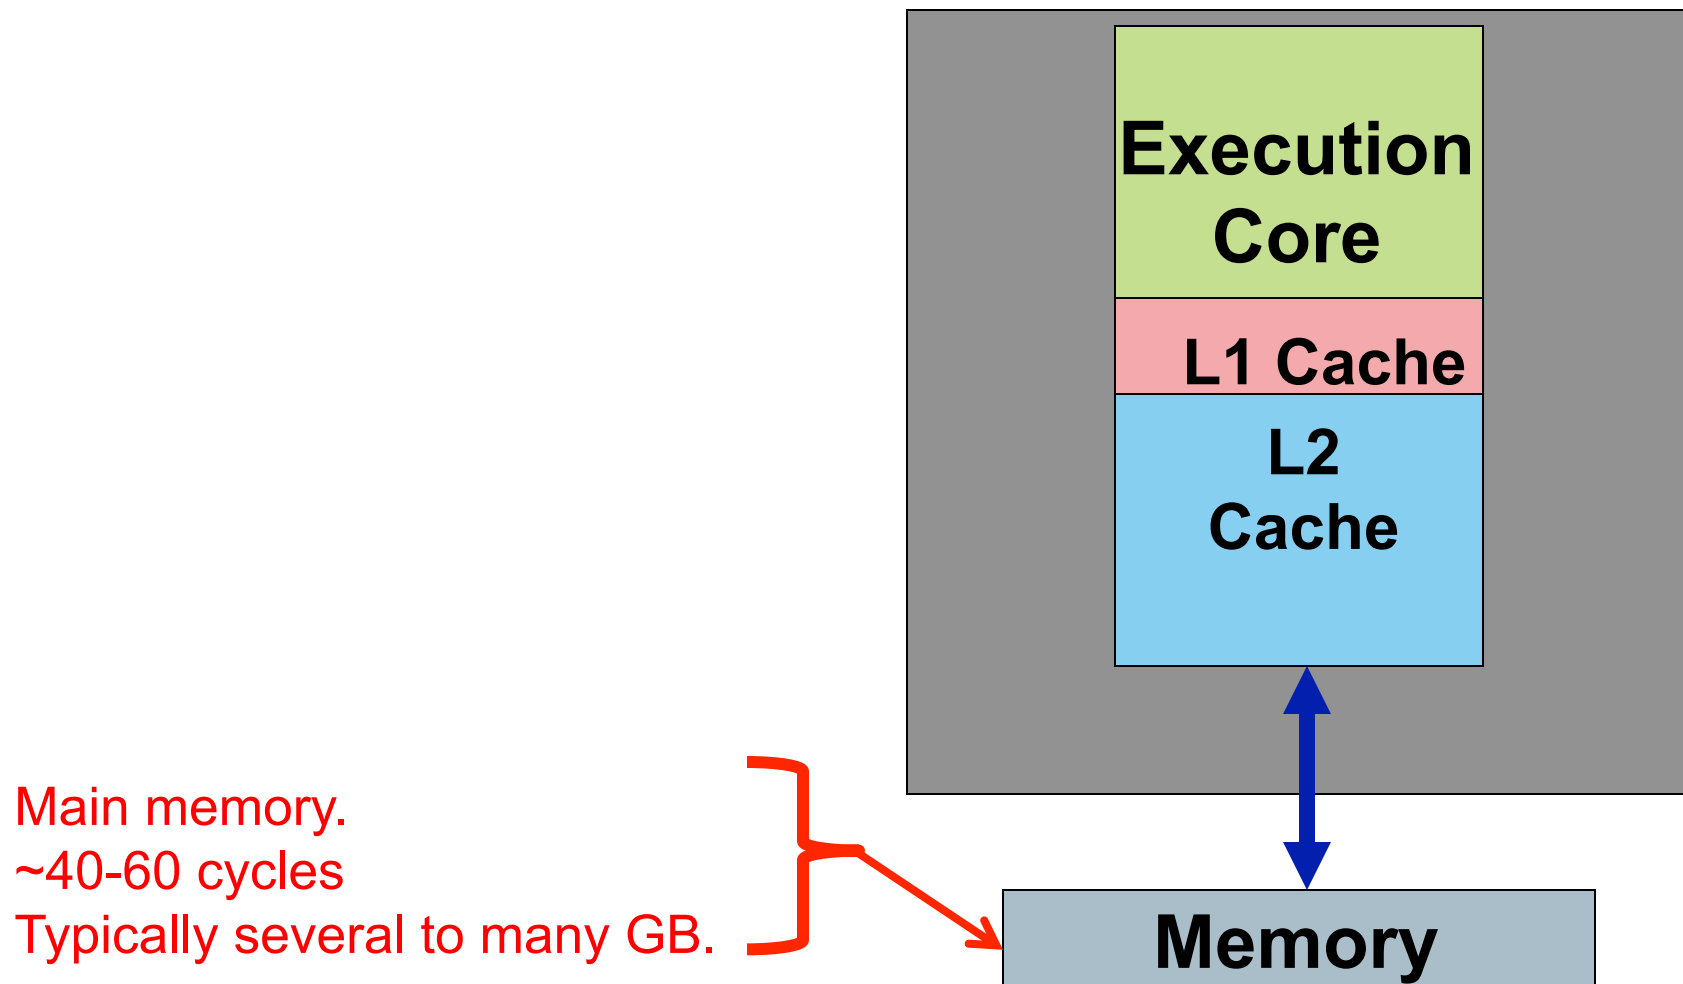 Execution
Core
L1 Cache
L2
Cache
Main memory.
~40-60 cycles
Typically several to many GB.
Memory